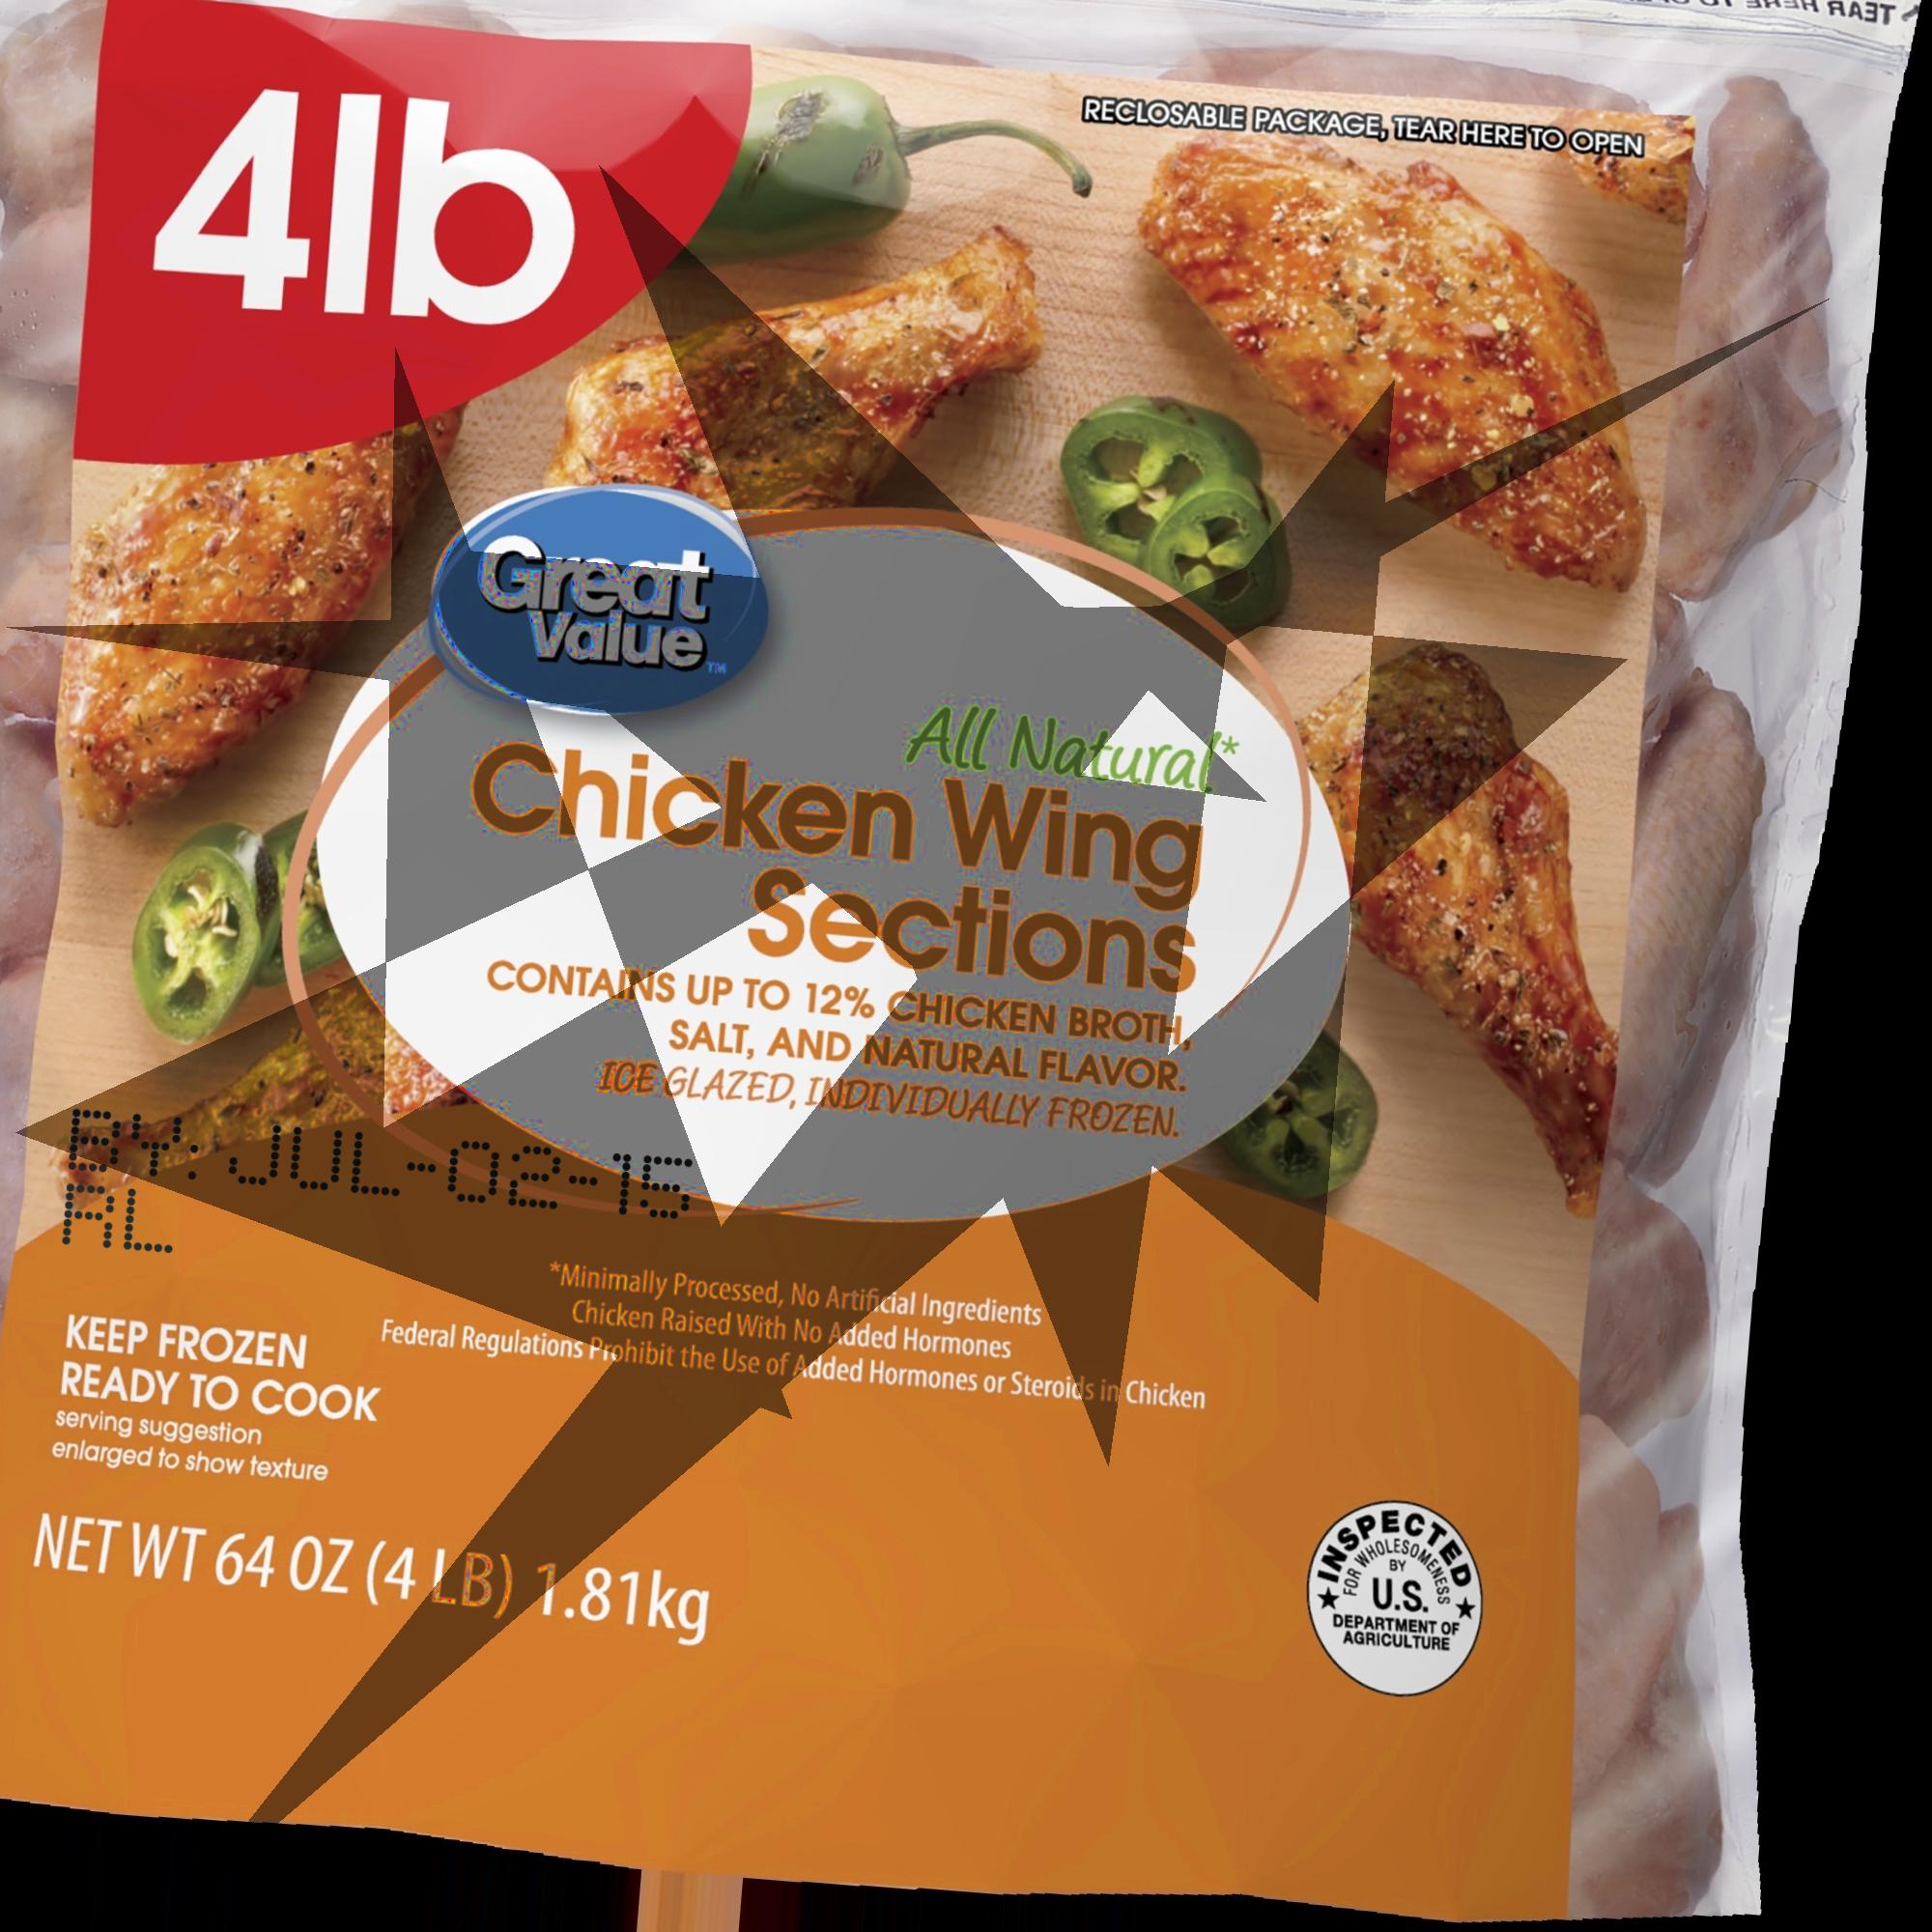 TEAR HERE TO
4lb
RECLOSABLE PACKAGE, TEAR HERE TO OPEN
Great
Value™
All Natural*
Chicken Wing
Sections
CONTAINS UP TO 12% CHICKEN BROTH,
SALT, AND NATURAL FLAVOR.
ICE GLAZED, INDIVIDUALLY FROZEN.
BY: JUL-02-15
AL
*Minimally Processed, No Artificial Ingredients
Chicken Raised With No Added Hormones
Federal Regulations Prohibit the Use of Added Hormones or Steroids in Chicken
KEEP FROZEN
READY TO COOK
serving suggestion
enlarged to show texture
NET WT 64 OZ (4 LB) 1.81kg
INSPECTED
FOR WHOLESOMENESS
BY
U.S.
DEPARTMENT OF
AGRICULTURE